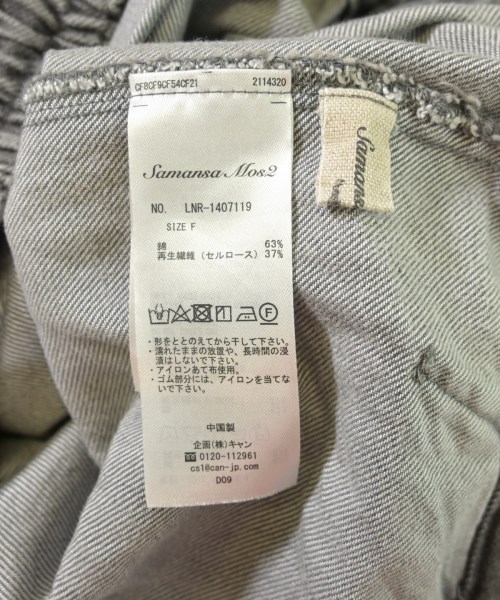 CF8CF9CF54CF21 2114320
Samansa Mos2
NO. LNR-1407119
SIZE F
綿 63%
再生繊維（セルロース） 37%
・形をととのえてから干して下さい。
・濡れたままの放置や、長時間の浸
漬はしないで下さい。
・アイロンあて布使用。
・ゴム部分には、アイロンを当てな
いで下さい。
中国製
企画(株)キャン
☎0120-112961
cs1@can-jp.com
D09
Samansa